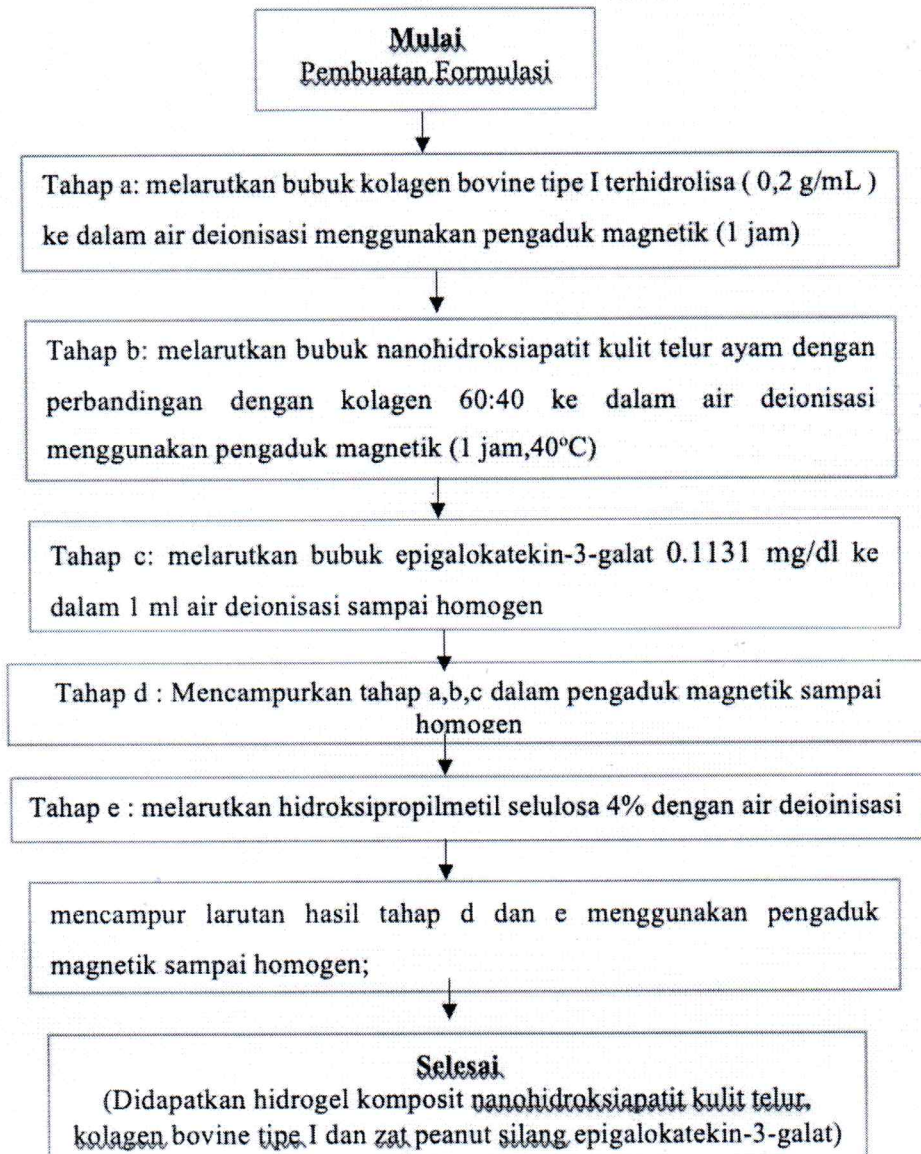 Mulai
Pembuatan Formulasi
Tahap a: melarutkan bubuk kolagen bovine tipe I terhidrolisa ( 0,2 g/mL )
ke dalam air deionisasi menggunakan pengaduk magnetik (1 jam)
Tahap b: melarutkan bubuk nanohidroksiapatit kulit telur ayam dengan
perbandingan dengan kolagen 60:40 ke dalam air deionisasi
menggunakan pengaduk magnetik (1 jam,40°C)
Tahap c: melarutkan bubuk epigalokatekin-3-galat 0.1131 mg/dl ke
dalam 1 ml air deionisasi sampai homogen
Tahap d : Mencampurkan tahap a,b,c dalam pengaduk magnetik sampai
homogen
Tahap e : melarutkan hidroksipropilmetil selulosa 4% dengan air deioinisasi
mencampur larutan hasil tahap d dan e menggunakan pengaduk
magnetik sampai homogen;
Selesai
(Didapatkan hidrogel komposit nanohidroksiapatit kulit telur,
kolagen bovine tipe I dan zat peanut silang epigalokatekin-3-galat)